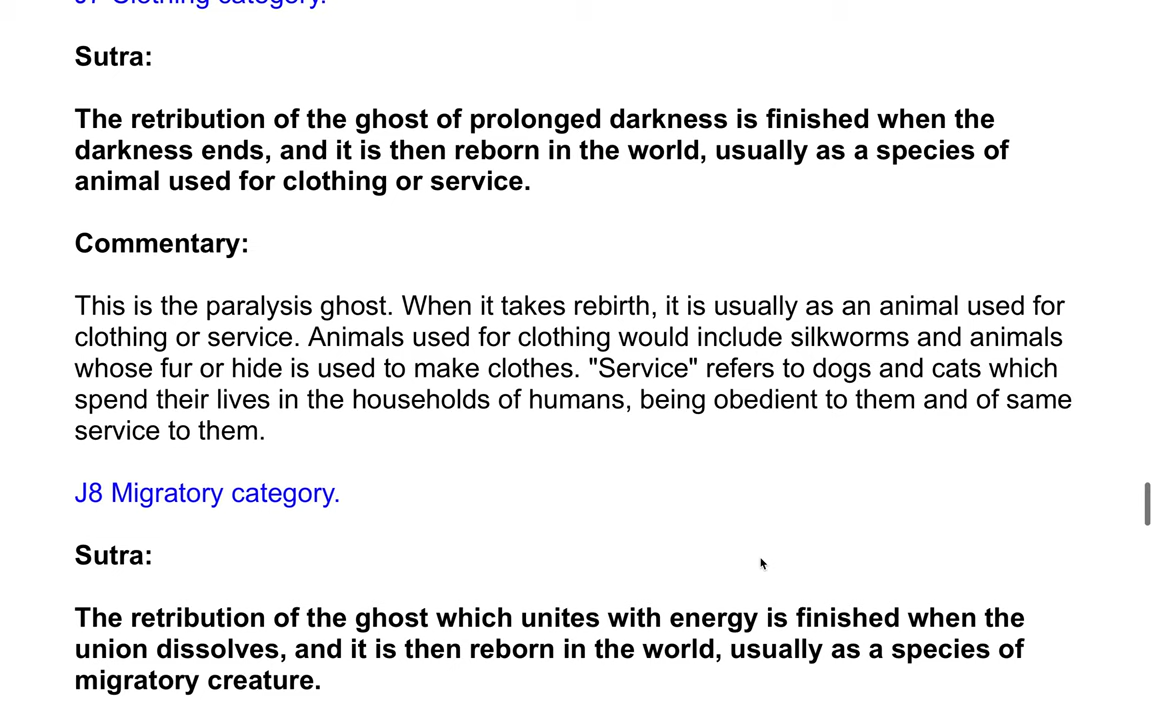 J7 Clothing category.
Sutra:
The retribution of the ghost of prolonged darkness is finished when the
darkness ends, and it is then reborn in the world, usually as a species of
animal used for clothing or service.
Commentary:
This is the paralysis ghost. When it takes rebirth, it is usually as an animal used for
clothing or service. Animals used for clothing would include silkworms and animals
whose fur or hide is used to make clothes. "Service" refers to dogs and cats which
spend their lives in the households of humans, being obedient to them and of same
service to them.
J8 Migratory category.
Sutra:
The retribution of the ghost which unites with energy is finished when the
union dissolves, and it is then reborn in the world, usually as a species of
migratory creature.